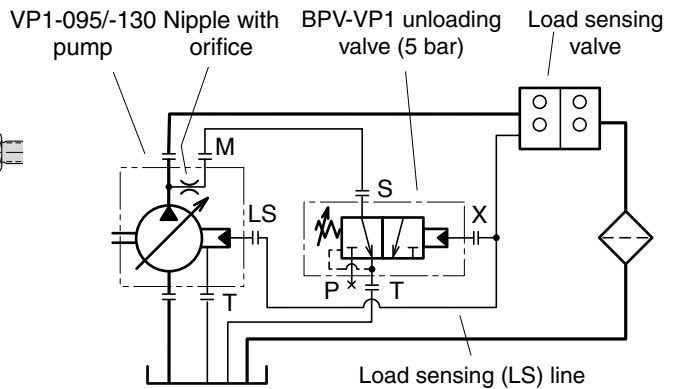 VP1-095/-130
pump
Nipple with
orifice
BPV-VP1 unloading
valve (5 bar)
Load sensing
valve
M
S
LS
X
T
P
T
Load sensing (LS) line